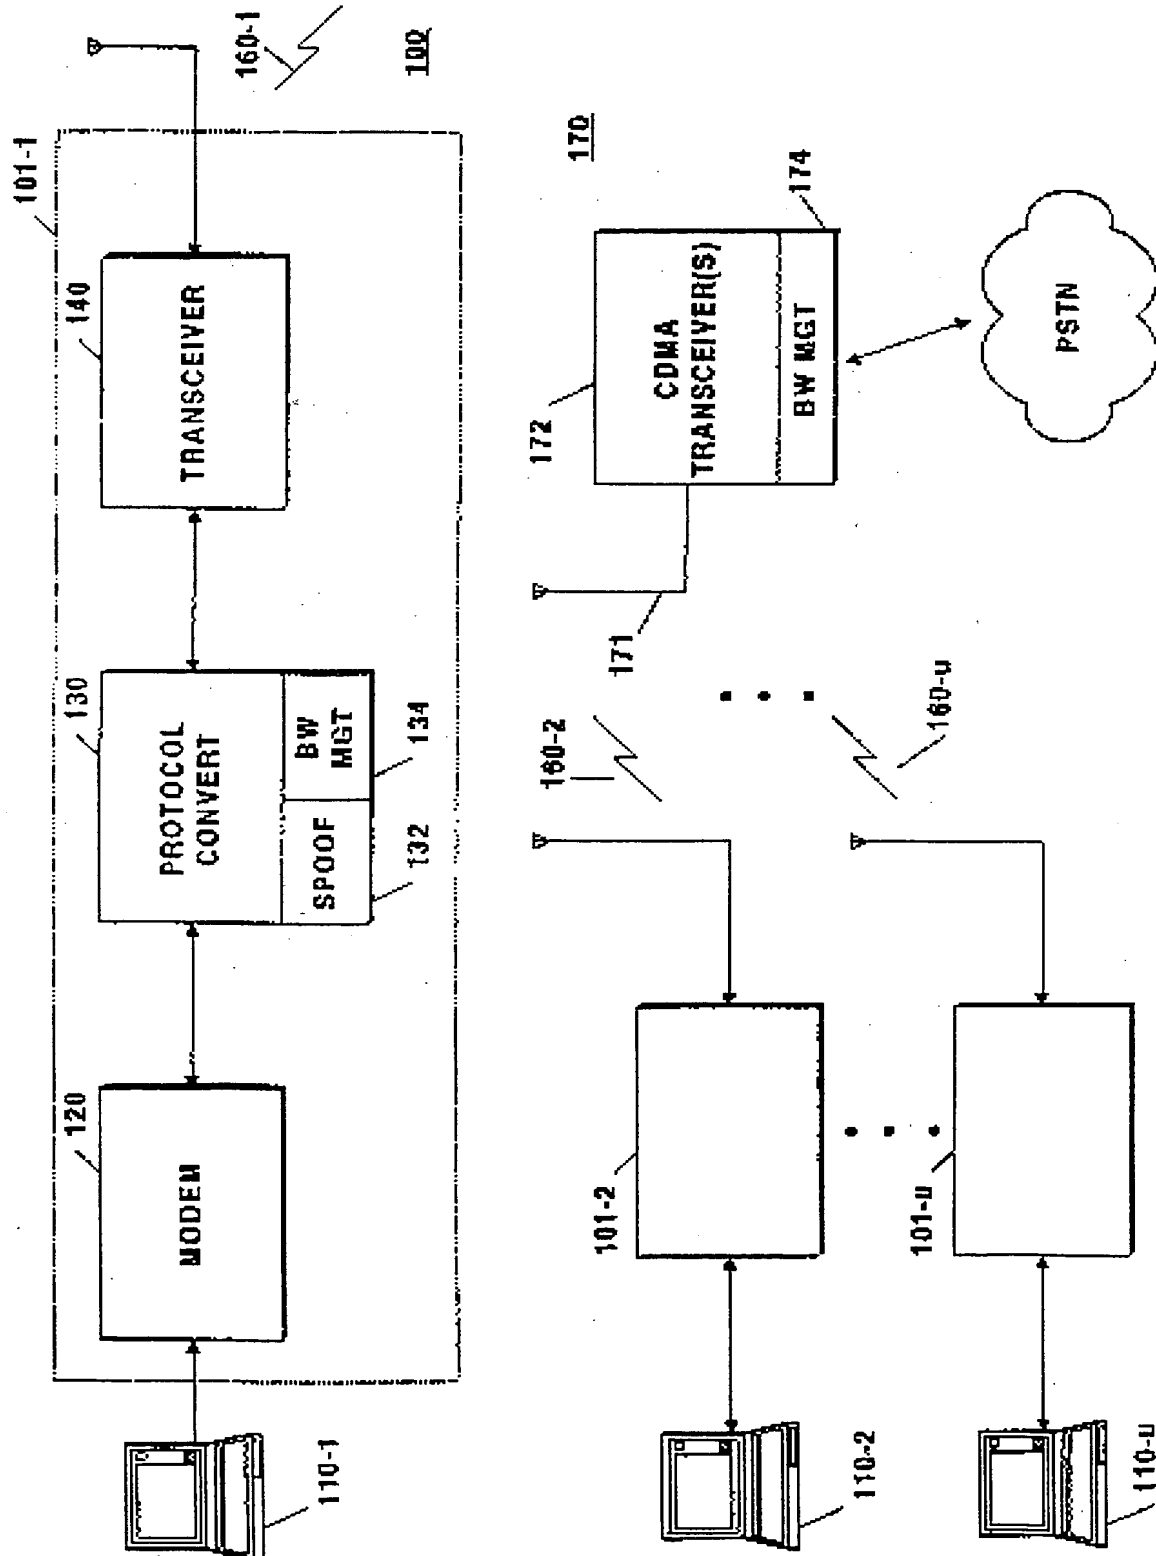 101-1
120
130
140
MODEM
PROTOCOL
CONVERT
SPOOF
BW
MGT
TRANSCEIVER
132
134
110-1
160-1
100
170
101-2
160-2
172
CDMA
TRANSCEIVER(S)
BW MGT
174
171
110-2
101-u
160-u
PSTN
110-u